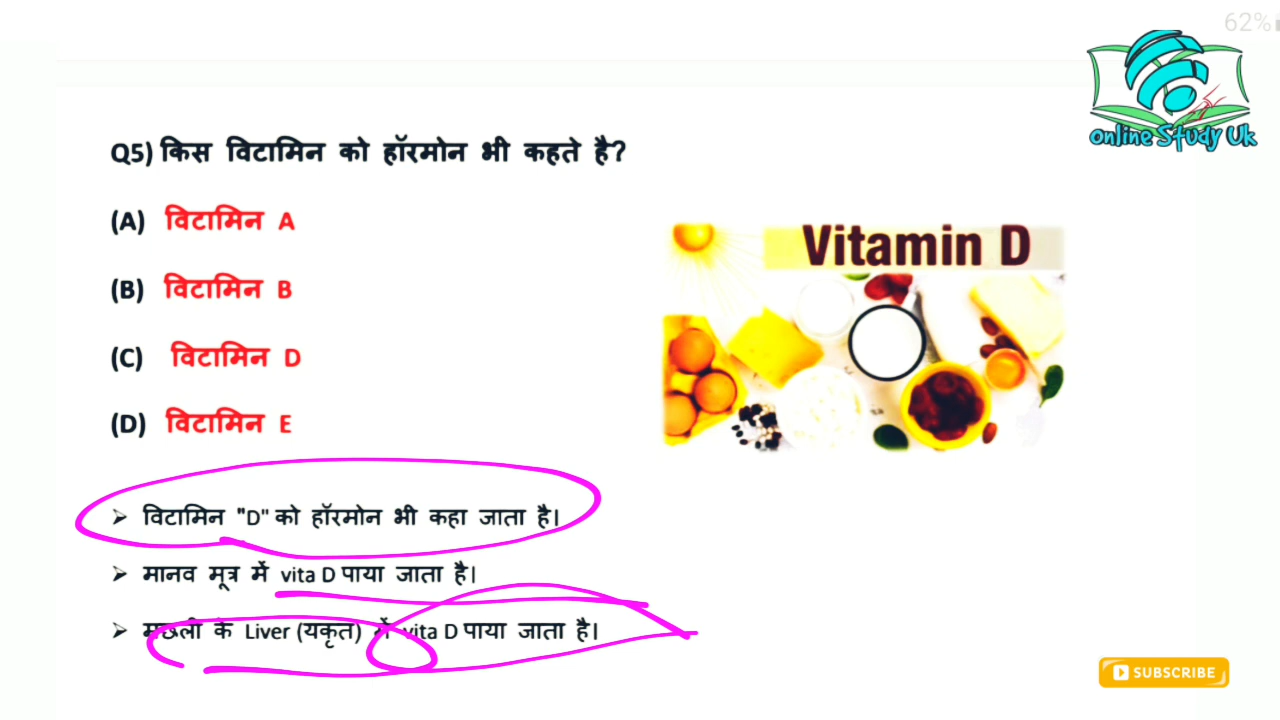 62%
Online Study Uk
Q5) किस विटामिन को हॉरमोन भी कहते है?
(A) विटामिन A
(B) विटामिन B
(C) विटामिन D
(D) विटामिन E
Vitamin D
➢ विटामिन "D" को हॉरमोन भी कहा जाता है।
➢ मानव मूत्र में vita D पाया जाता है।
➢ मछली के Liver (यकृत) में vita D पाया जाता है।
SUBSCRIBE